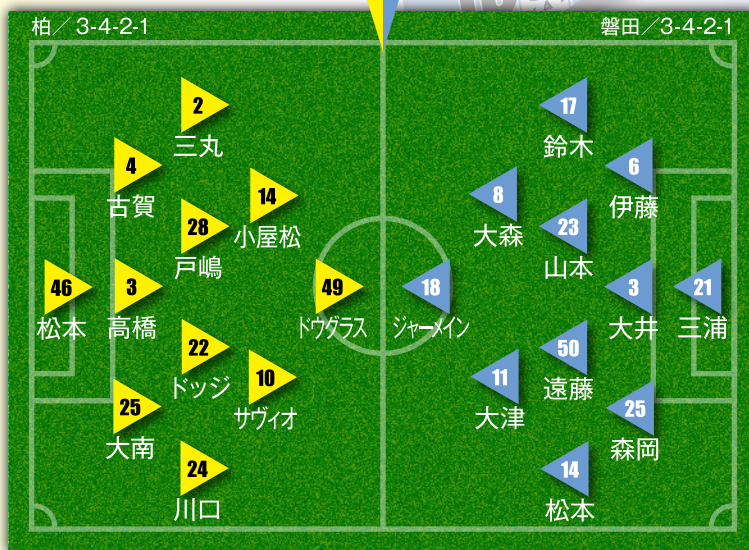 柏／3-4-2-1
磐田／3-4-2-1
2
三丸
4
古賀
14
小屋松
28
戸嶋
46
松本
3
高橋
49
ドウグラス
22
ドッジ
10
サヴィオ
25
大南
24
川口
17
鈴木
6
伊藤
8
大森
23
山本
18
ジャーメイン
3
大井
21
三浦
50
遠藤
11
大津
25
森岡
14
松本